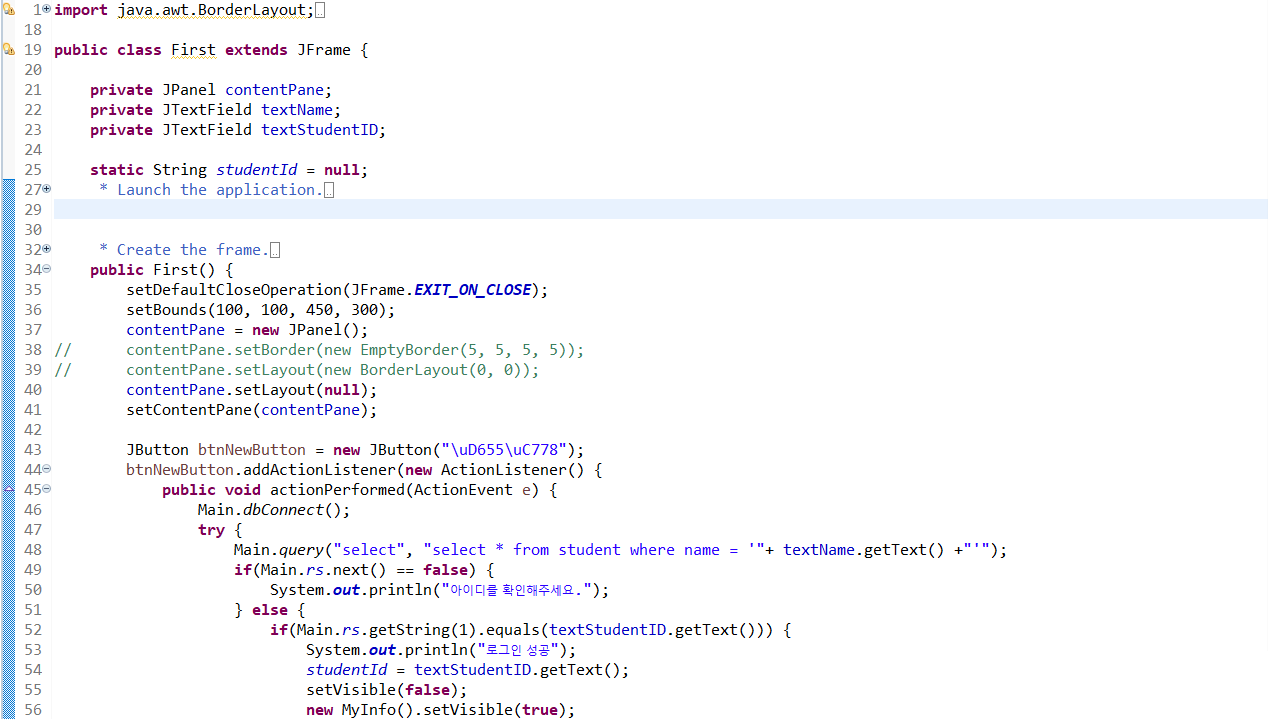 1 import java.awt.BorderLayout;
18
19 public class First extends JFrame {
20
21     private JPanel contentPane;
22     private JTextField textName;
23     private JTextField textStudentID;
24
25     static String studentId = null;
27      * Launch the application.
29
30
32      * Create the frame.
34     public First() {
35         setDefaultCloseOperation(JFrame.EXIT_ON_CLOSE);
36         setBounds(100, 100, 450, 300);
37         contentPane = new JPanel();
38 //      contentPane.setBorder(new EmptyBorder(5, 5, 5, 5));
39 //      contentPane.setLayout(new BorderLayout(0, 0));
40         contentPane.setLayout(null);
41         setContentPane(contentPane);
42
43         JButton btnNewButton = new JButton("\uD655\uC778");
44         btnNewButton.addActionListener(new ActionListener() {
45             public void actionPerformed(ActionEvent e) {
46                 Main.dbConnect();
47                 try {
48                     Main.query("select", "select * from student where name = '"+ textName.getText() +"'");
49                     if(Main.rs.next() == false) {
50                         System.out.println("아이디를 확인해주세요.");
51                     } else {
52                         if(Main.rs.getString(1).equals(textStudentID.getText())) {
53                             System.out.println("로그인 성공");
54                             studentId = textStudentID.getText();
55                             setVisible(false);
56                             new MyInfo().setVisible(true);